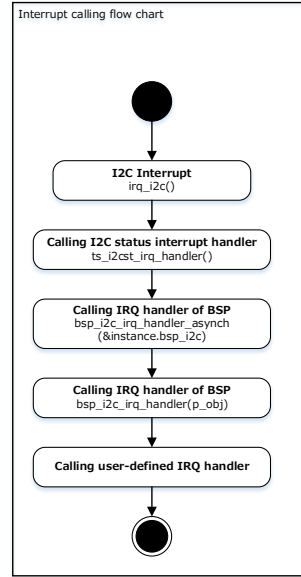 Interrupt calling flow chart
I2C Interrupt
irq_i2c()
Calling I2C status interrupt handler
ts_i2cst_irq_handler()
Calling IRQ handler of BSP
bsp_i2c_irq_handler_asynch
(&instance.bsp_i2c)
Calling IRQ handler of BSP
bsp_i2c_irq_handler(p_obj)
Calling user-defined IRQ handler